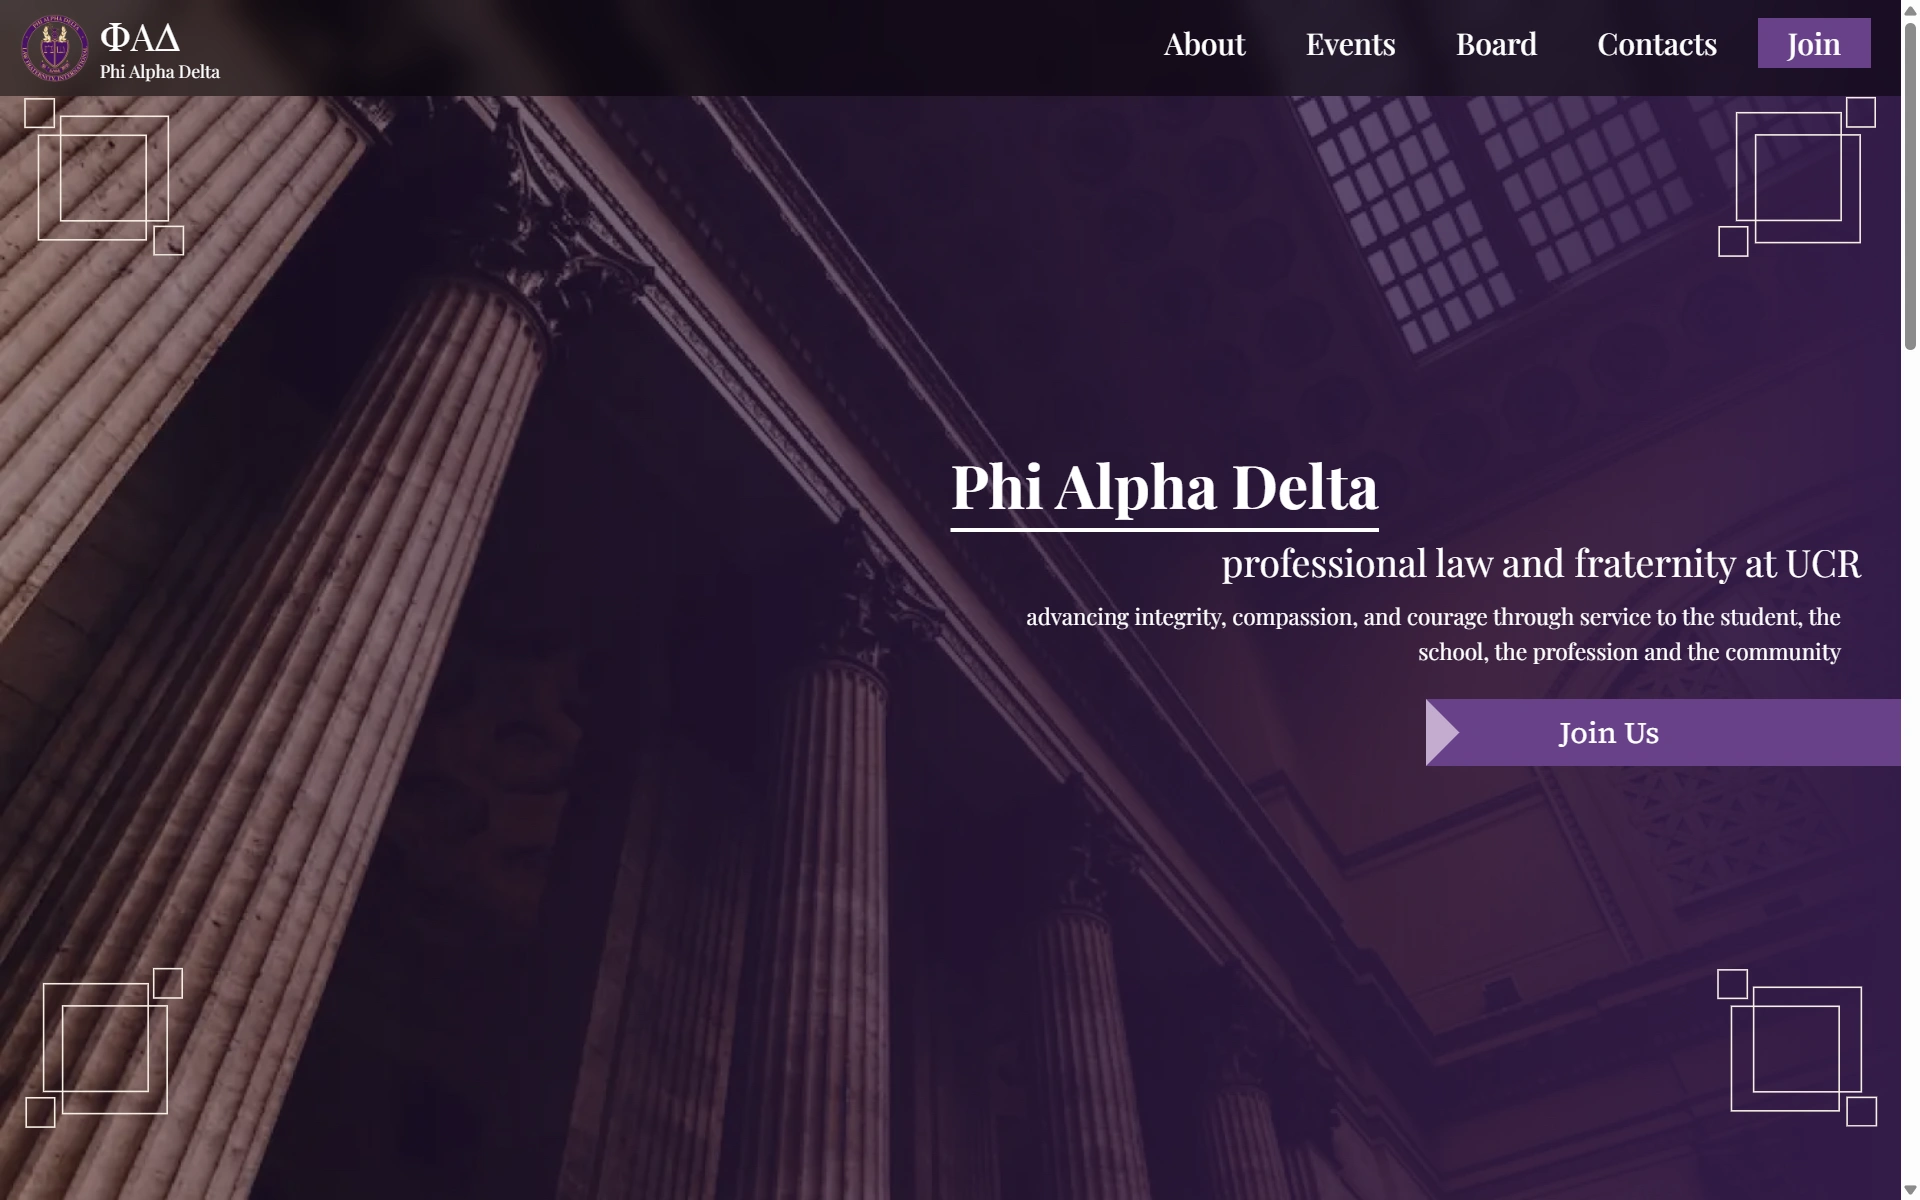 ΦΑΔ
Phi Alpha Delta
About
Events
Board
Contacts
Join
Phi Alpha Delta
professional law and fraternity at UCR
advancing integrity, compassion, and courage through service to the student, the
school, the profession and the community
Join Us